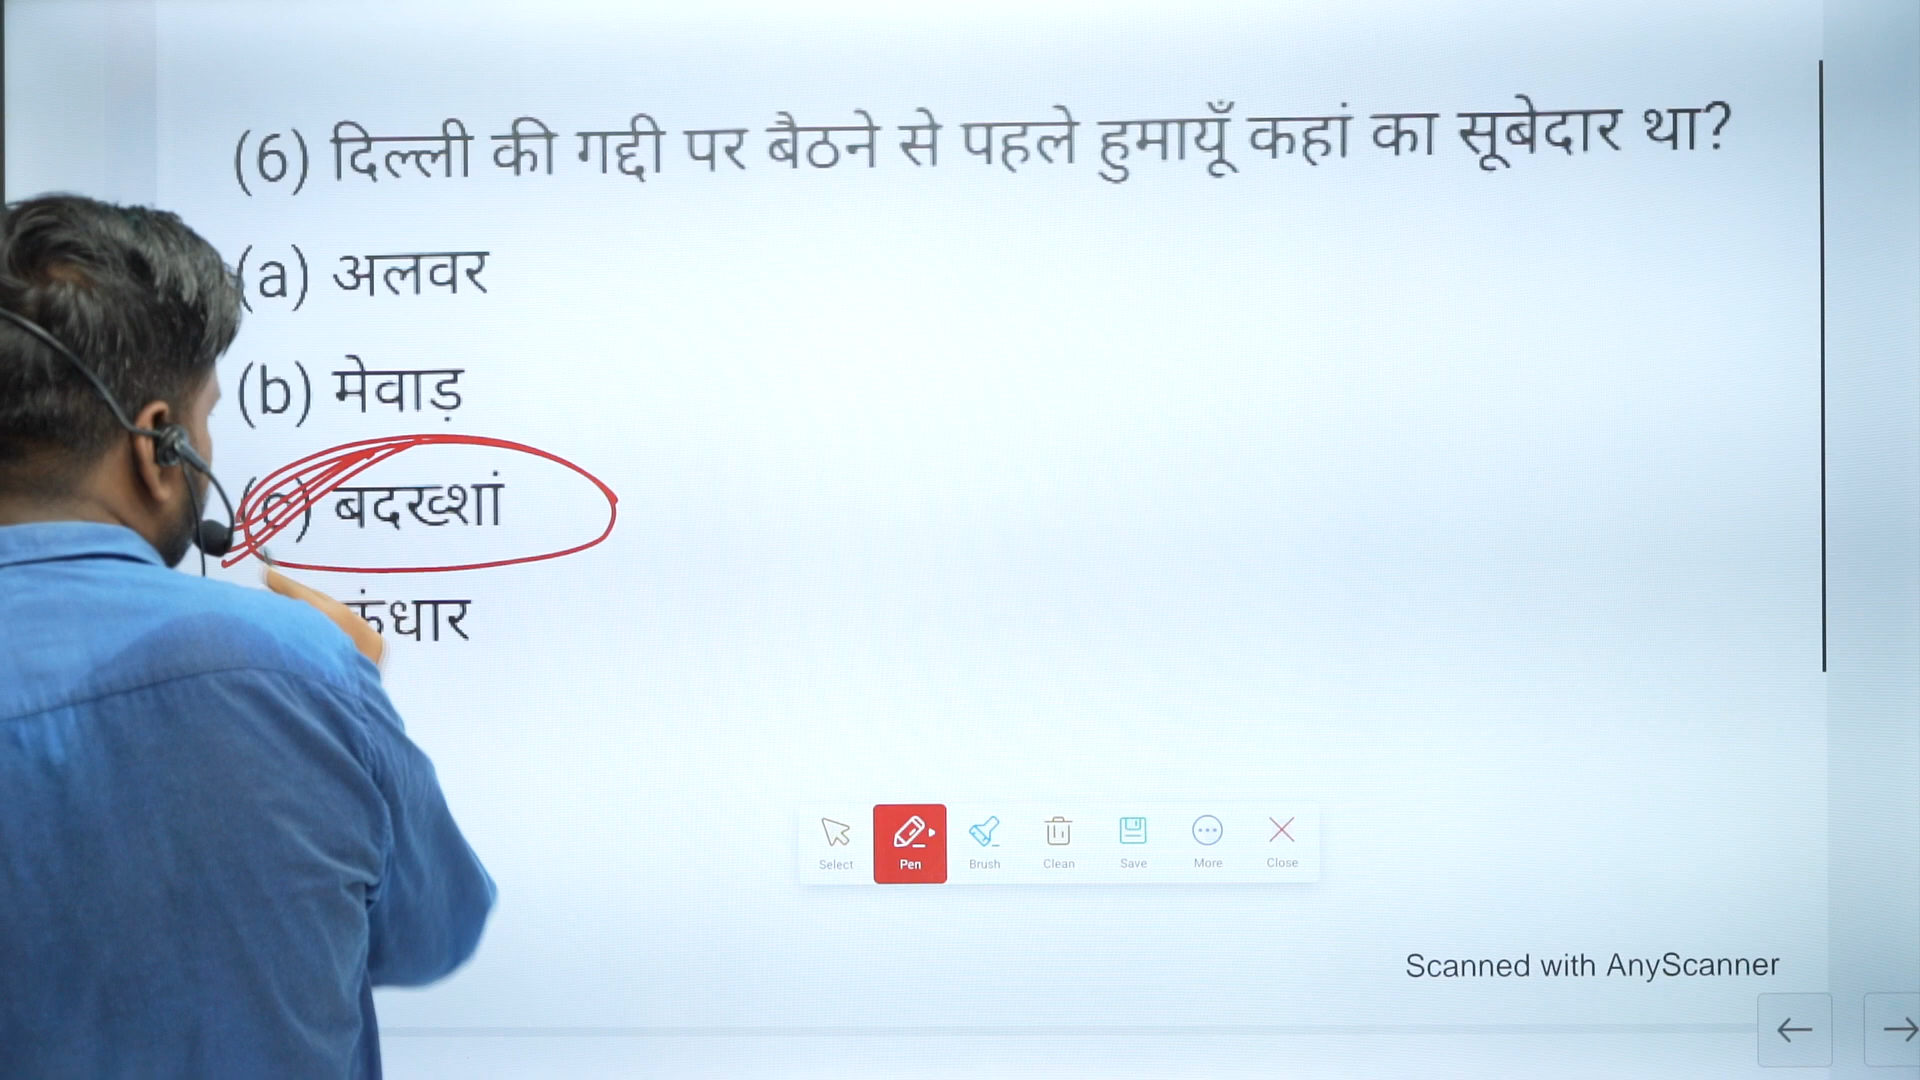 (6) दिल्ली की गद्दी पर बैठने से पहले हुमायूँ कहां का सूबेदार था?
(a) अलवर
(b) मेवाड़
(c) बदख्शां
कंधार
Select Pen Brush Clean Save More Close
Scanned with AnyScanner